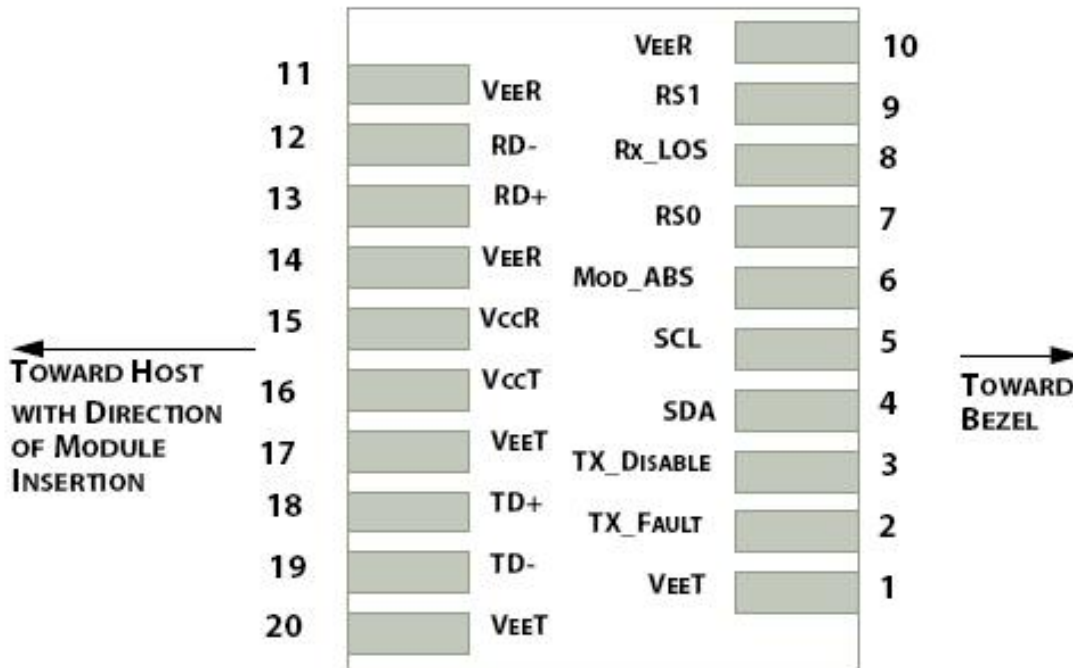 VEER 10
11 VEER
RS1 9
12 RD-
Rx_LOS 8
13 RD+
RS0 7
14 VEER
MOD_ABS 6
15 VCCR
SCL 5
TOWARD HOST
WITH DIRECTION
OF MODULE
INSERTION
TOWARD
BEZEL
16 VCCT
SDA 4
17 VEET
TX_DISABLE 3
18 TD+
TX_FAULT 2
19 TD-
VEET 1
20 VEET